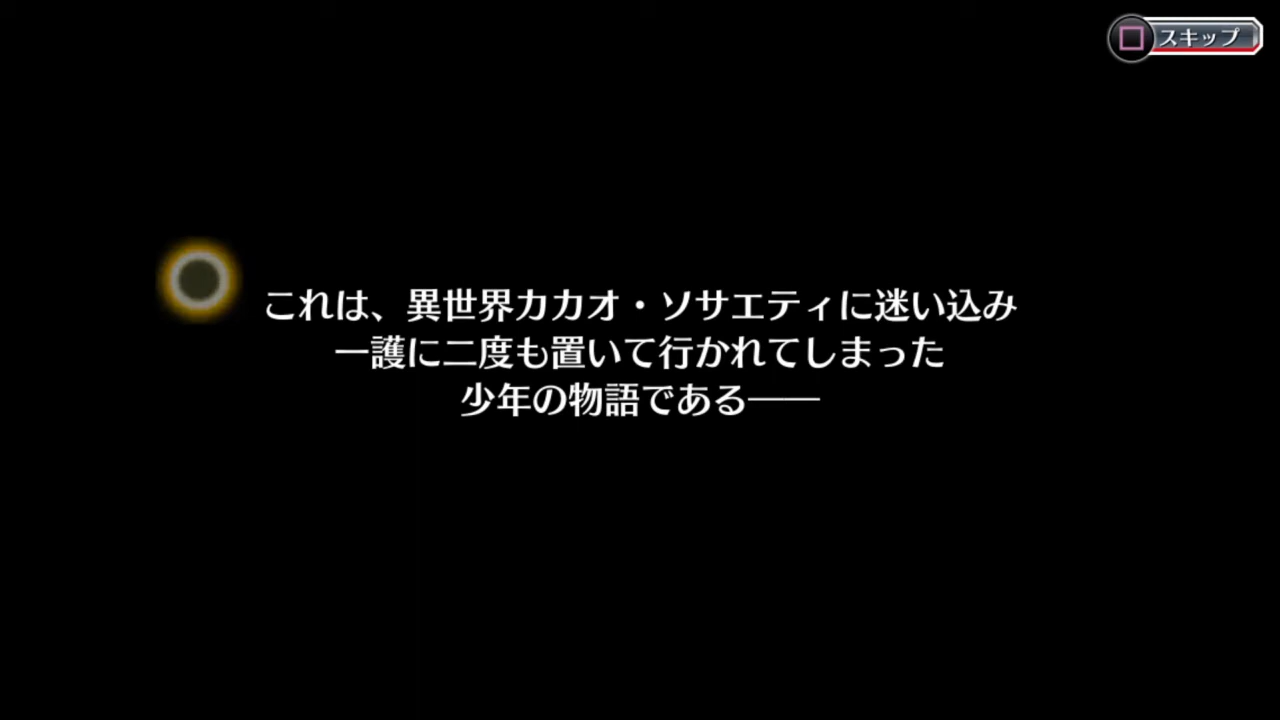 スキップ
これは、異世界カカオ・ソサエティに迷い込み
一護に二度も置いて行かれてしまった
少年の物語である――